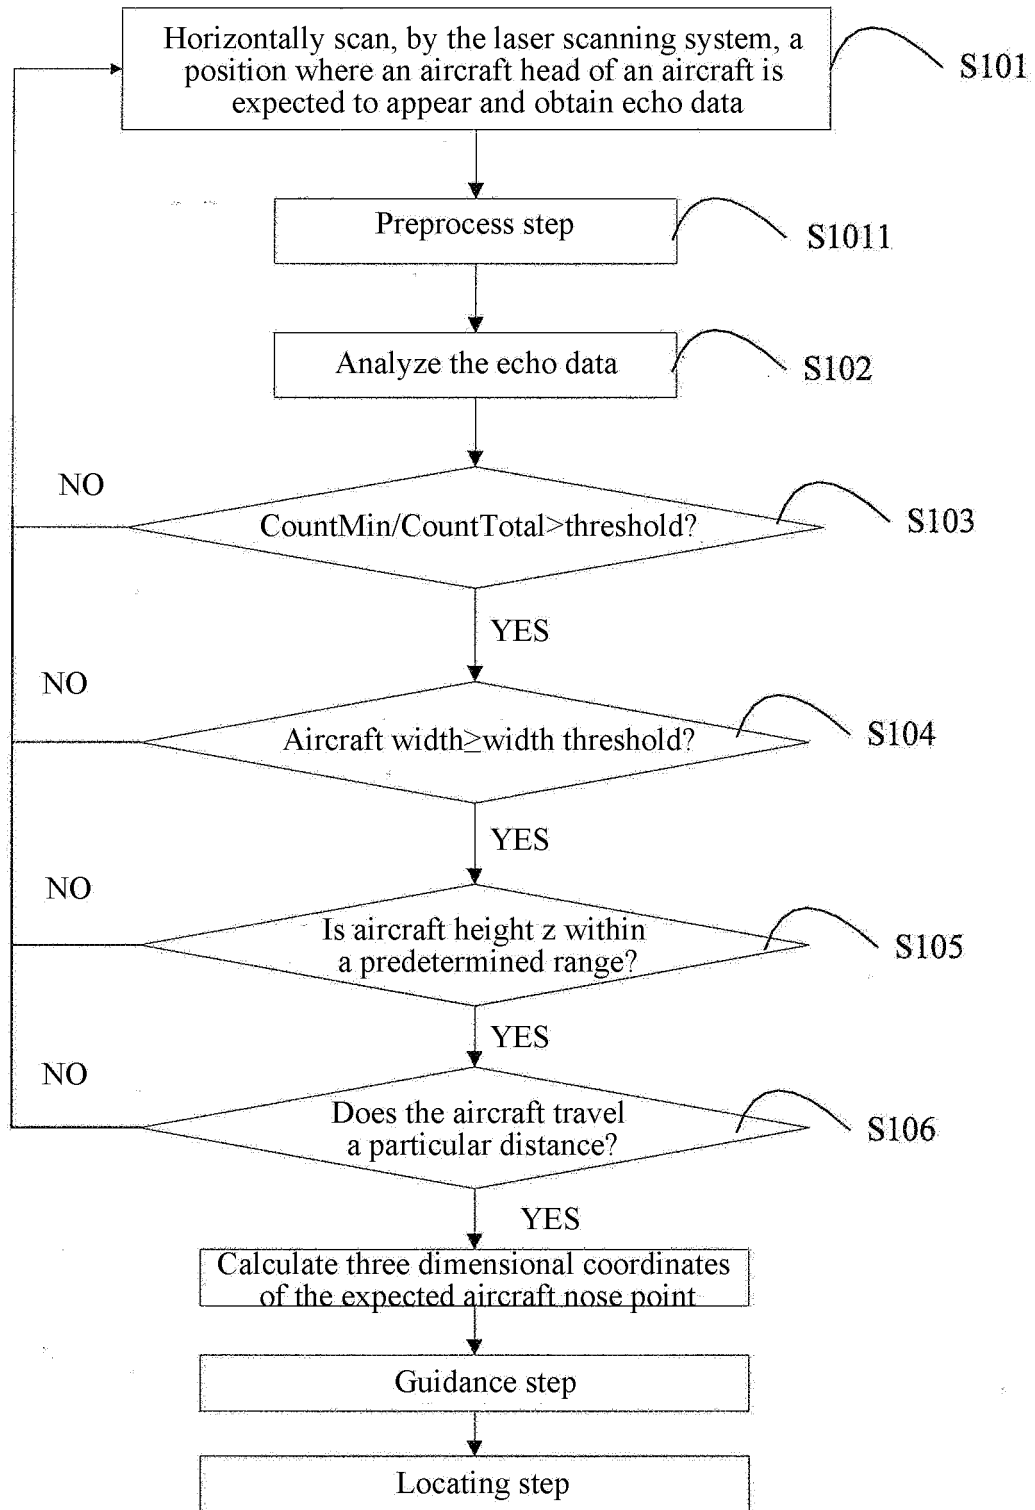 Horizontally scan, by the laser scanning system, a
position where an aircraft head of an aircraft is
expected to appear and obtain echo data
S101
Preprocess step
S1011
Analyze the echo data
S102
NO
CountMin/CountTotal>threshold?
S103
YES
NO
Aircraft width≥width threshold?
S104
YES
NO
Is aircraft height z within
a predetermined range?
S105
YES
NO
Does the aircraft travel
a particular distance?
S106
YES
Calculate three dimensional coordinates
of the expected aircraft nose point
Guidance step
Locating step